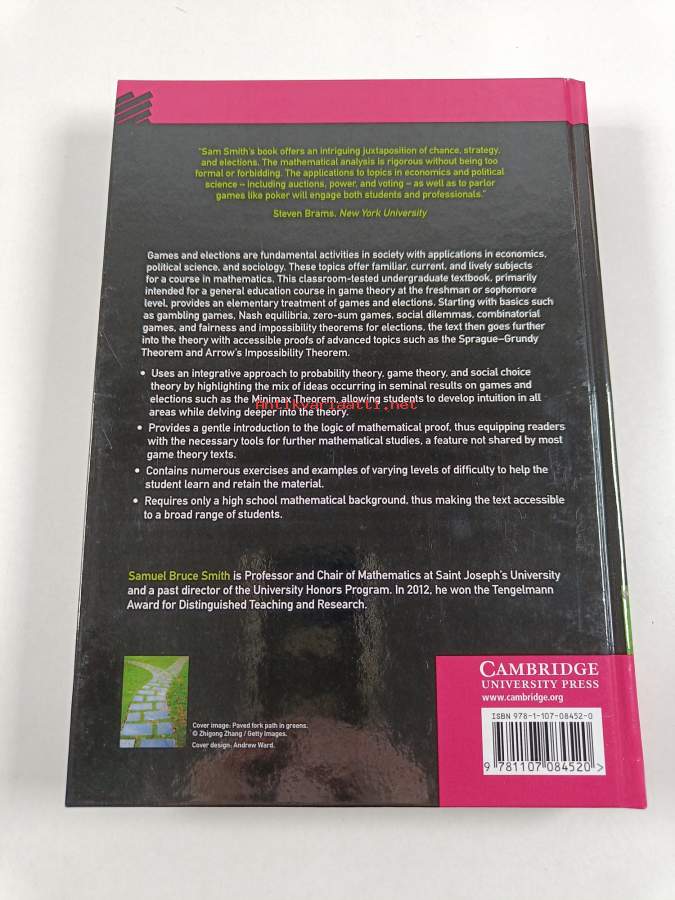 "Sam Smith's book offers an intriguing juxtaposition of chance, strategy,
and elections. The mathematical analysis is rigorous without being too
formal or forbidding. The applications to topics in economics and political
science – including auctions, power, and voting – as well as to parlor
games like poker will engage both students and professionals."
Steven Brams, New York University
Games and elections are fundamental activities in society with applications in economics,
political science, and sociology. These topics offer familiar, current, and lively subjects
for a course in mathematics. This classroom-tested undergraduate textbook, primarily
intended for a general education course in game theory at the freshman or sophomore
level, provides an elementary treatment of games and elections. Starting with basics such
as gambling games, Nash equilibria, zero-sum games, social dilemmas, combinatorial
games, and fairness and impossibility theorems for elections, the text then goes further
into the theory with accessible proofs of advanced topics such as the Sprague–Grundy
Theorem and Arrow's Impossibility Theorem.
• Uses an integrative approach to probability theory, game theory, and social choice
theory by highlighting the mix of ideas occurring in seminal results on games and
elections such as the Minimax Theorem, allowing students to develop intuition in all
areas while delving deeper into the theory.
Antikvariaatti.net
• Provides a gentle introduction to the logic of mathematical proof, thus equipping readers
with the necessary tools for further mathematical studies, a feature not shared by most
game theory texts.
• Contains numerous exercises and examples of varying levels of difficulty to help the
student learn and retain the material.
• Requires only a high school mathematical background, thus making the text accessible
to a broad range of students.
Samuel Bruce Smith is Professor and Chair of Mathematics at Saint Joseph's University
and a past director of the University Honors Program. In 2012, he won the Tengelmann
Award for Distinguished Teaching and Research.
Cover image: Paved fork path in greens.
© Zhigong Zhang / Getty Images.
Cover design: Andrew Ward.
CAMBRIDGE
UNIVERSITY PRESS
www.cambridge.org
ISBN 978-1-107-08452-0
9 781107 084520 >